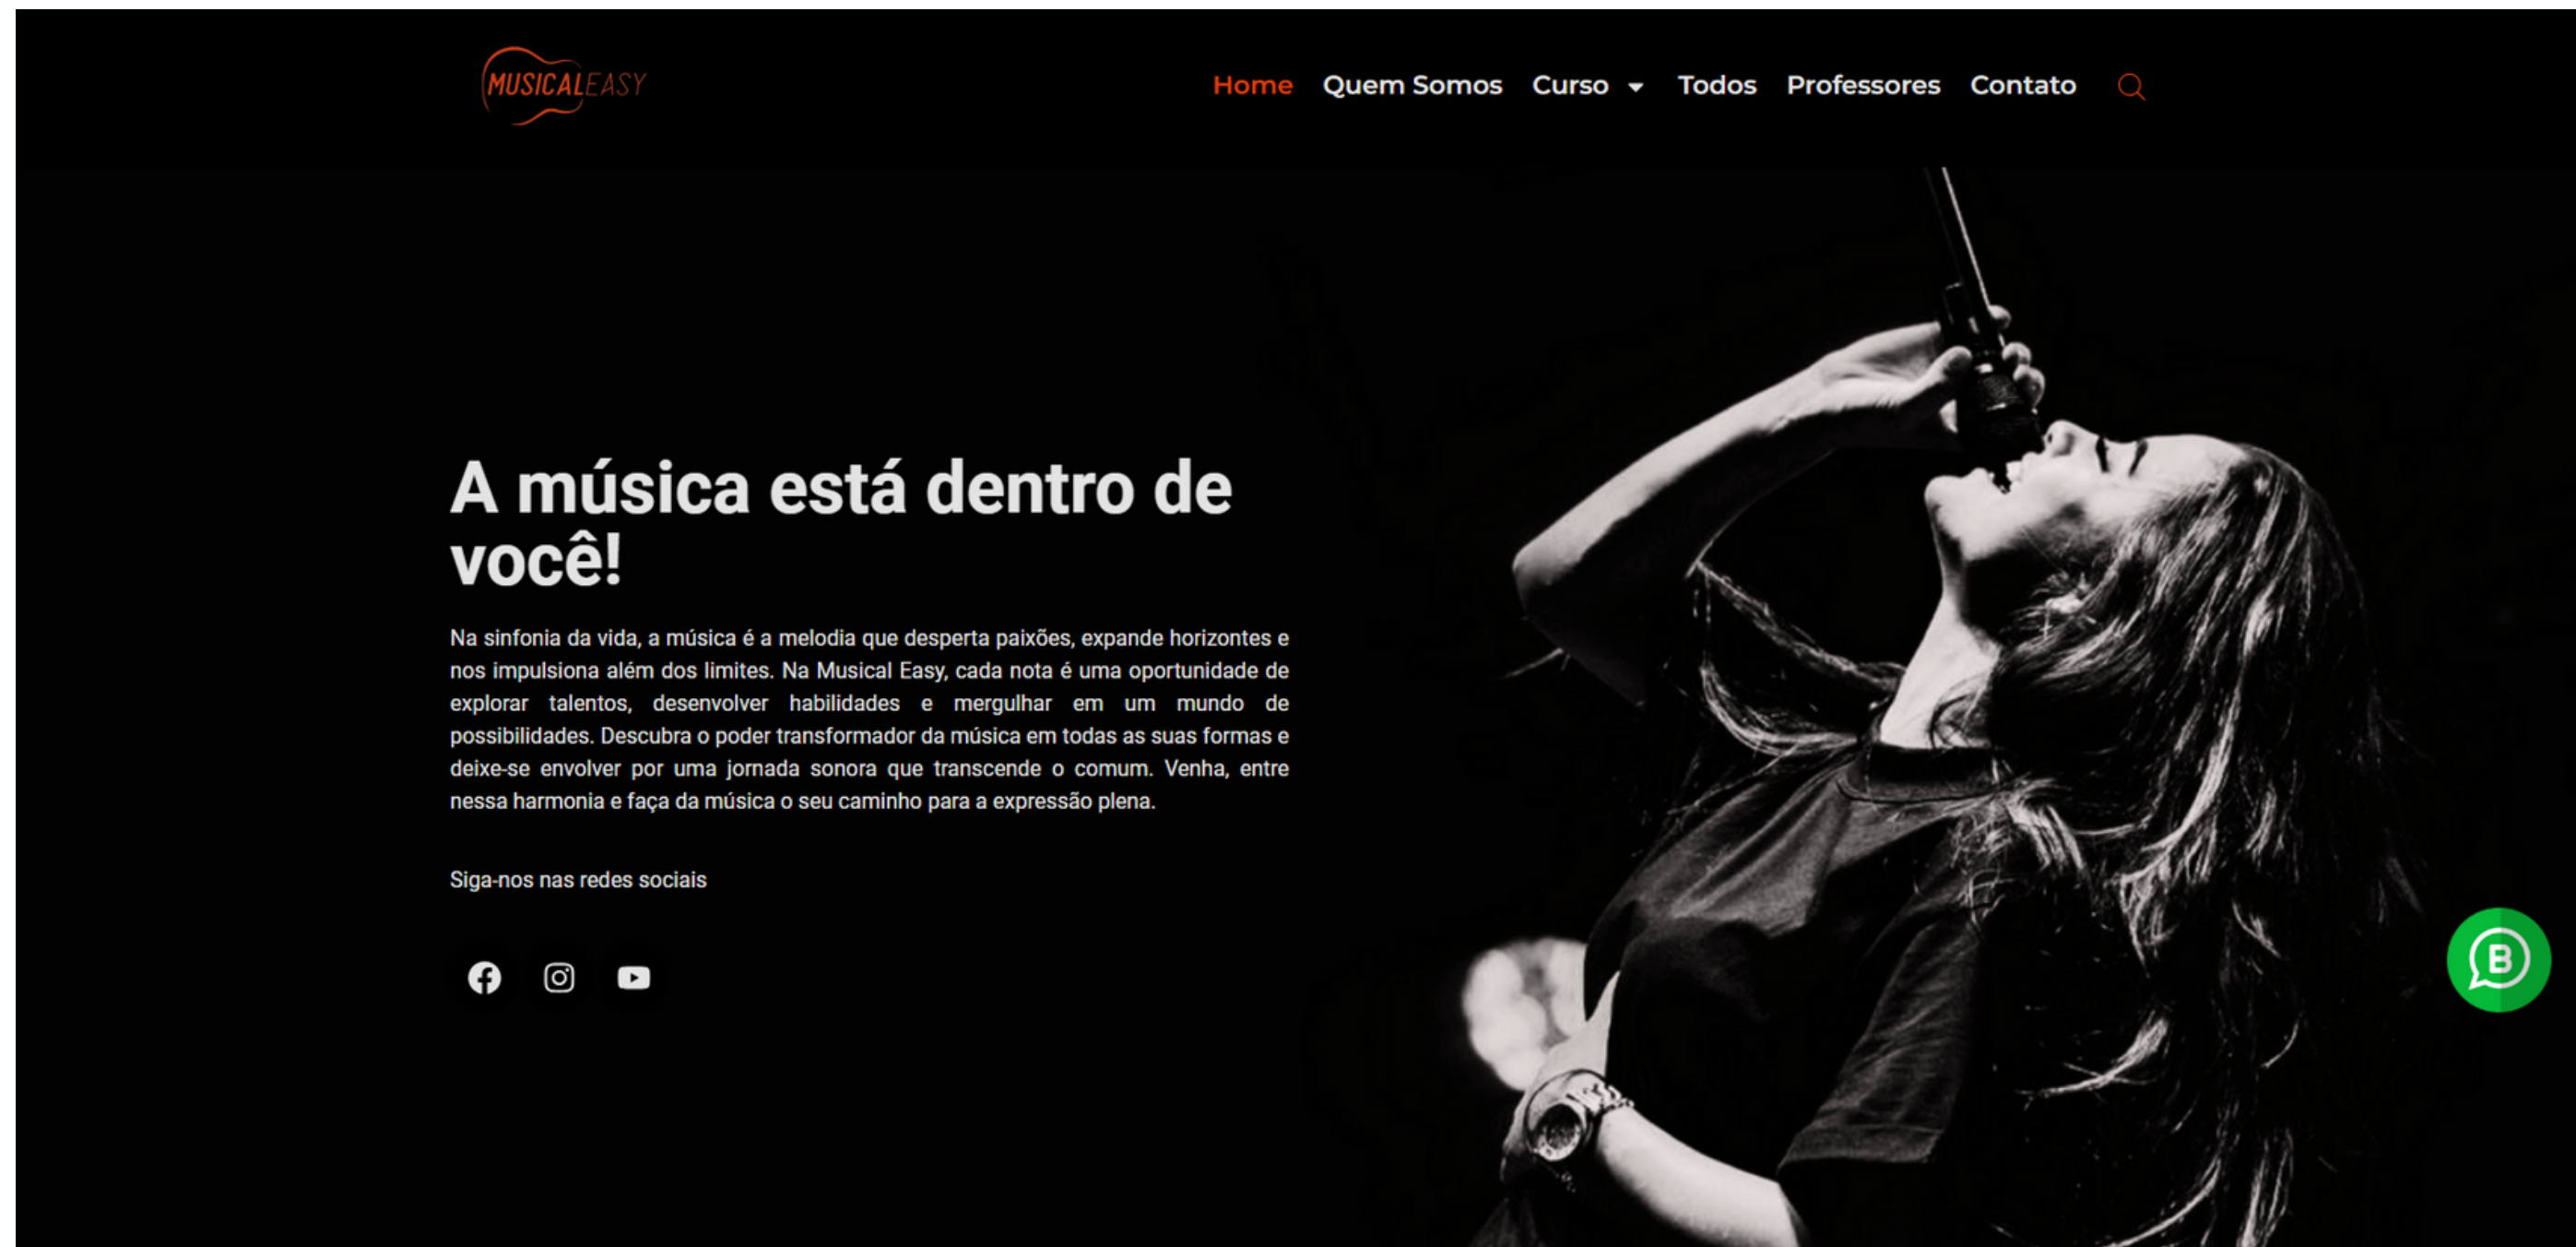 MUSICALEASY
Home Quem Somos Curso Todos Professores Contato
A música está dentro de
você!
Na sinfonia da vida, a música é a melodia que desperta paixões, expande horizontes e
nos impulsiona além dos limites. Na Musical Easy, cada nota é uma oportunidade de
explorar talentos, desenvolver habilidades e mergulhar em um mundo de
possibilidades. Descubra o poder transformador da música em todas as suas formas e
deixe-se envolver por uma jornada sonora que transcende o comum. Venha, entre
nessa harmonia e faça da música o seu caminho para a expressão plena.
Siga-nos nas redes sociais
B